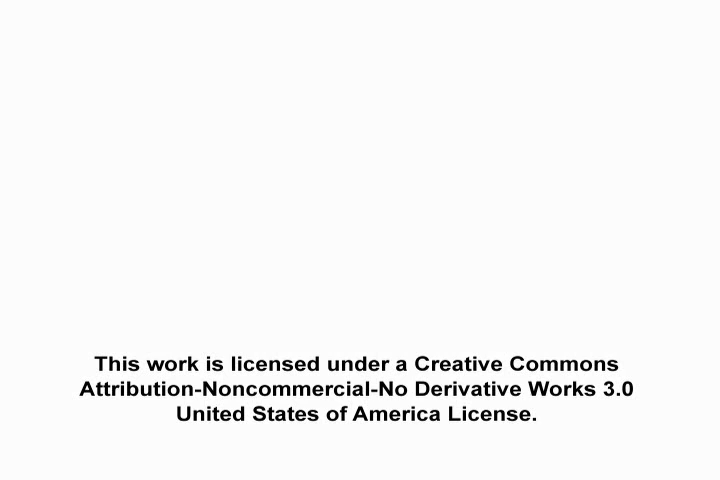 This work is licensed under a Creative Commons
Attribution-Noncommercial-No Derivative Works 3.0
United States of America License.